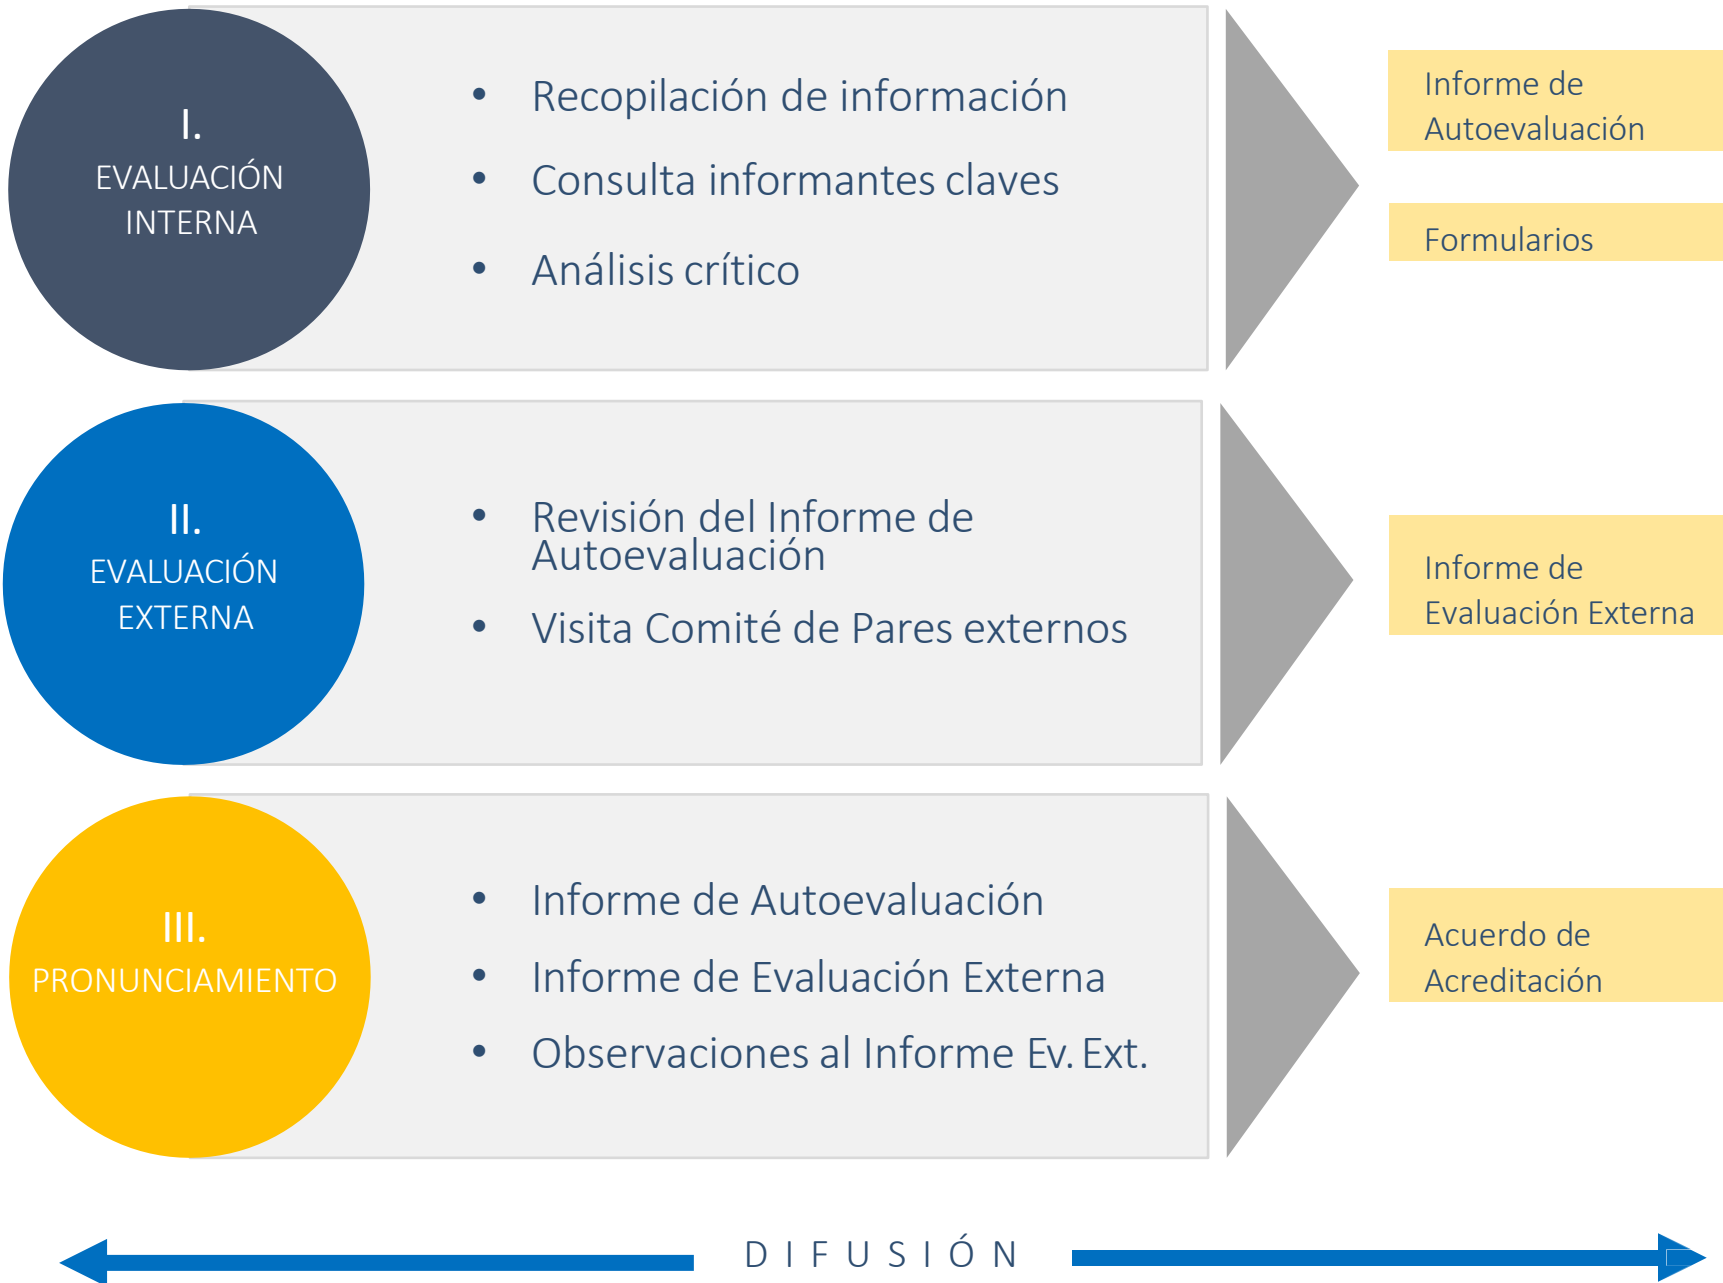 I.
EVALUACIÓN
INTERNA
• Recopilación de información
• Consulta informantes claves
• Análisis crítico
Informe de
Autoevaluación
Formularios
II.
EVALUACIÓN
EXTERNA
• Revisión del Informe de
Autoevaluación
• Visita Comité de Pares externos
Informe de
Evaluación Externa
III.
PRONUNCIAMIENTO
• Informe de Autoevaluación
• Informe de Evaluación Externa
• Observaciones al Informe Ev. Ext.
Acuerdo de
Acreditación
DIFUSIÓN